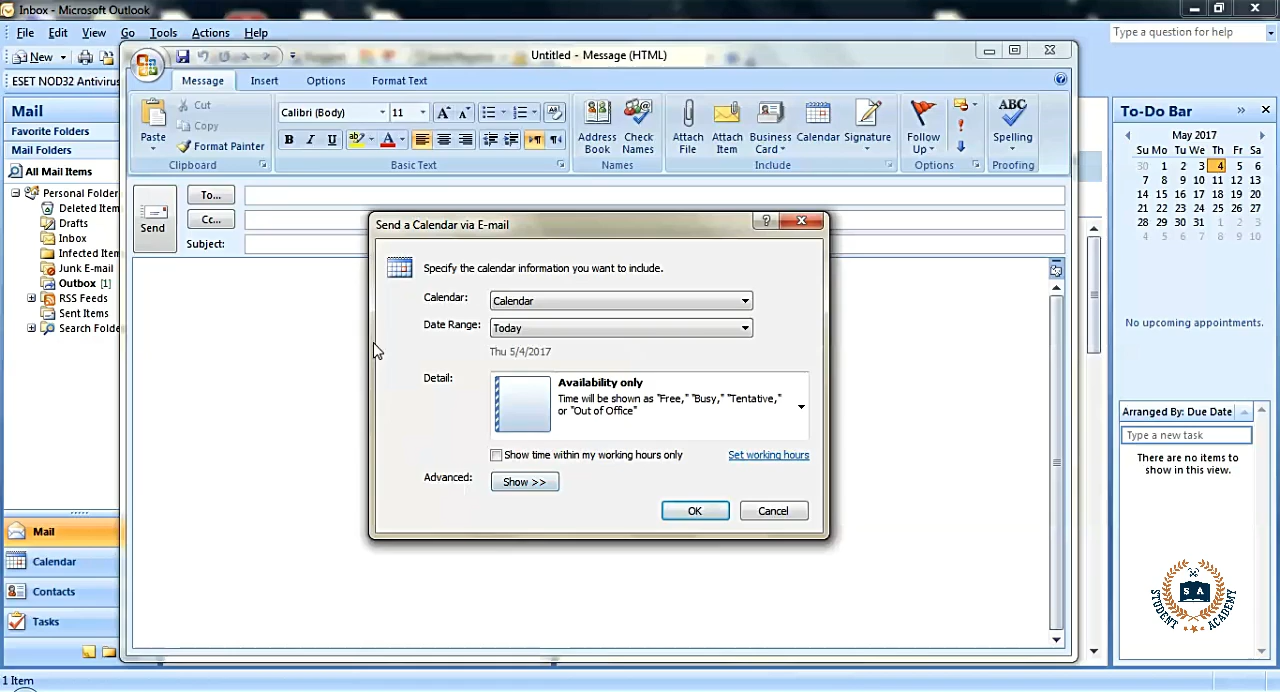 Inbox - Microsoft Outlook
File Edit View Go Tools Actions Help
Type a question for help
New
ESET NOD32 Antivirus
Untitled - Message (HTML)
Message Insert Options Format Text
Paste
Cut
Copy
Format Painter
Clipboard
Calibri (Body) 11
B I U
Basic Text
Address Book
Check Names
Names
Attach File
Attach Item
Business Card
Calendar
Signature
Include
Follow Up
Options
ABC
Spelling
Proofing
Send
To...
Cc...
Subject:
Mail
Favorite Folders
Mail Folders
All Mail Items
Personal Folder
Deleted Item
Drafts
Inbox
Infected Item
Junk E-mail
Outbox [1]
RSS Feeds
Sent Items
Search Folde
Mail
Calendar
Contacts
Tasks
1 Item
Send a Calendar via E-mail
Specify the calendar information you want to include.
Calendar: Calendar
Date Range: Today
Thu 5/4/2017
Detail:
Availability only
Time will be shown as "Free," "Busy," "Tentative,"
or "Out of Office"
Show time within my working hours only
Set working hours
Advanced: Show >>
OK Cancel
To-Do Bar
May 2017
Su Mo Tu We Th Fr Sa
30 1 2 3 4 5 6
7 8 9 10 11 12 13
14 15 16 17 18 19 20
21 22 23 24 25 26 27
28 29 30 31 1 2 3
4 5 6 7 8 9 10
No upcoming appointments.
Arranged By: Due Date
Type a new task
There are no items to
show in this view.
S A
STUDENT ACADEMY